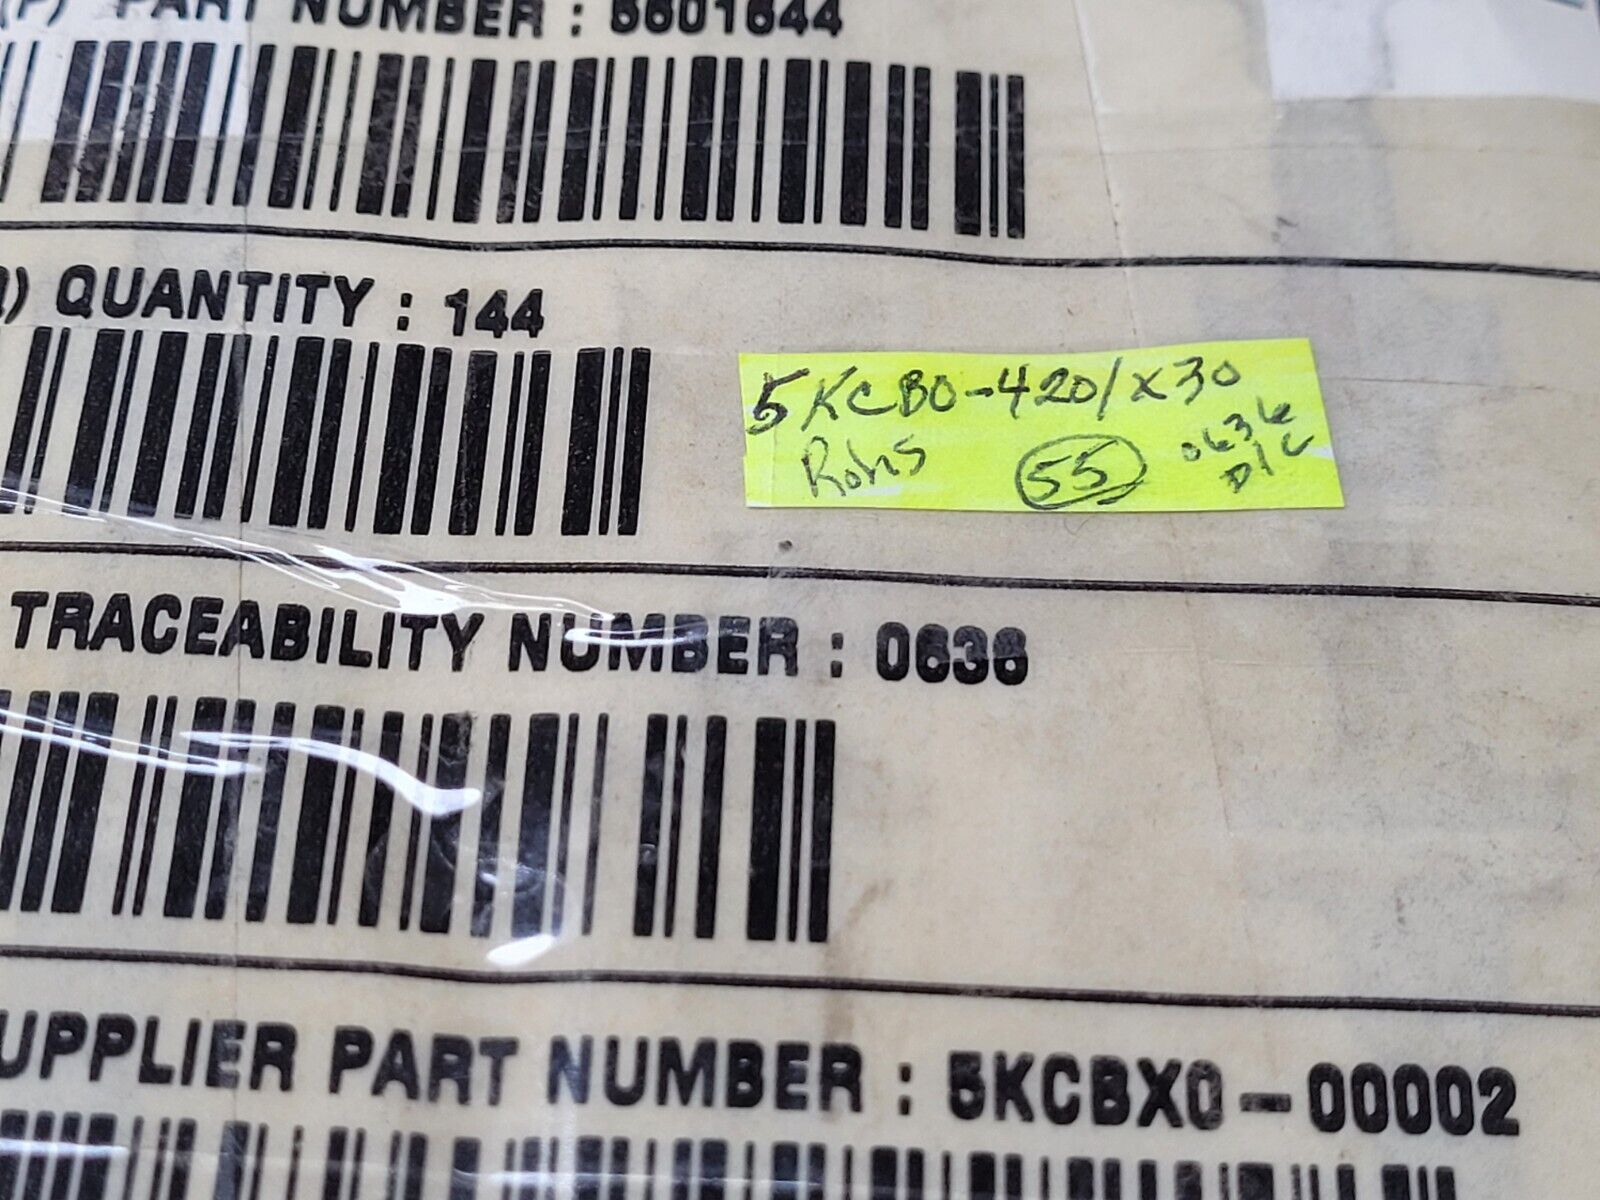 (P) PART NUMBER : 5601644
QUANTITY : 144
5KCB0-420/X30
Rohs 55 0636
D/C
TRACEABILITY NUMBER : 0636
UPPLIER PART NUMBER : 5KCBX0-00002